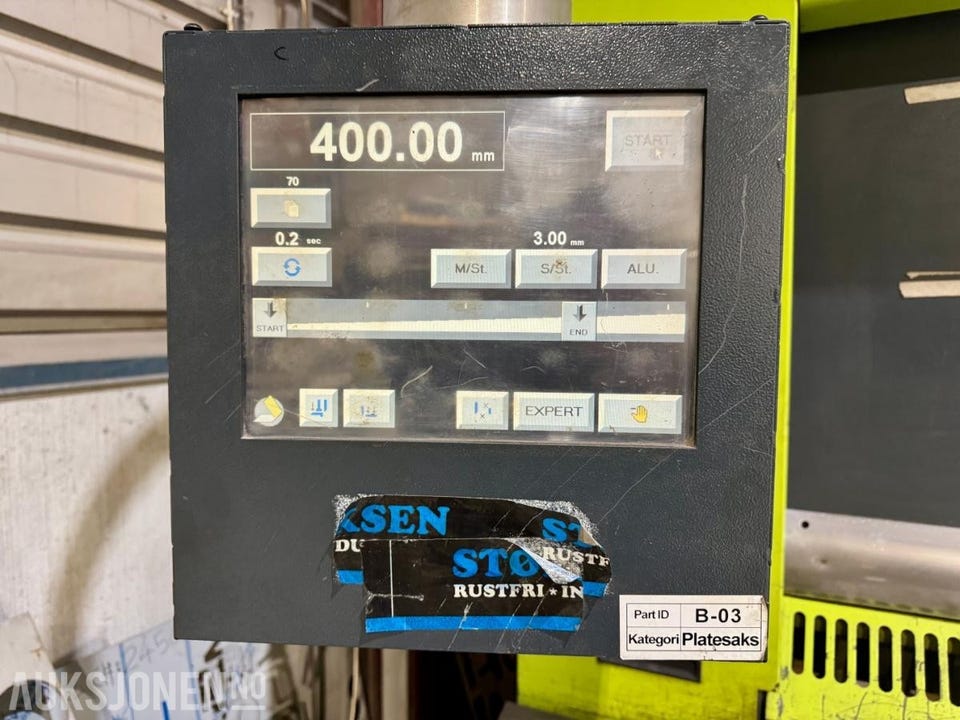 400.00 mm
START
70
0.2 sec
3.00 mm
M/St.
S/St.
ALU.
START
END
EXPERT
KSEN
ST
DU
RUSTF
STØ
RUSTFRI * IN
Part ID B-03
Kategori Platesaks
AUKSJONEN.NO